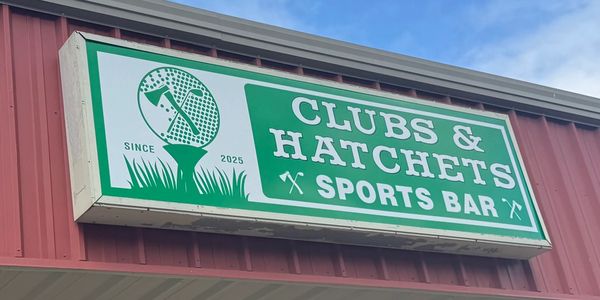 SINCE 2025
CLUBS &
HATCHETS
SPORTS BAR